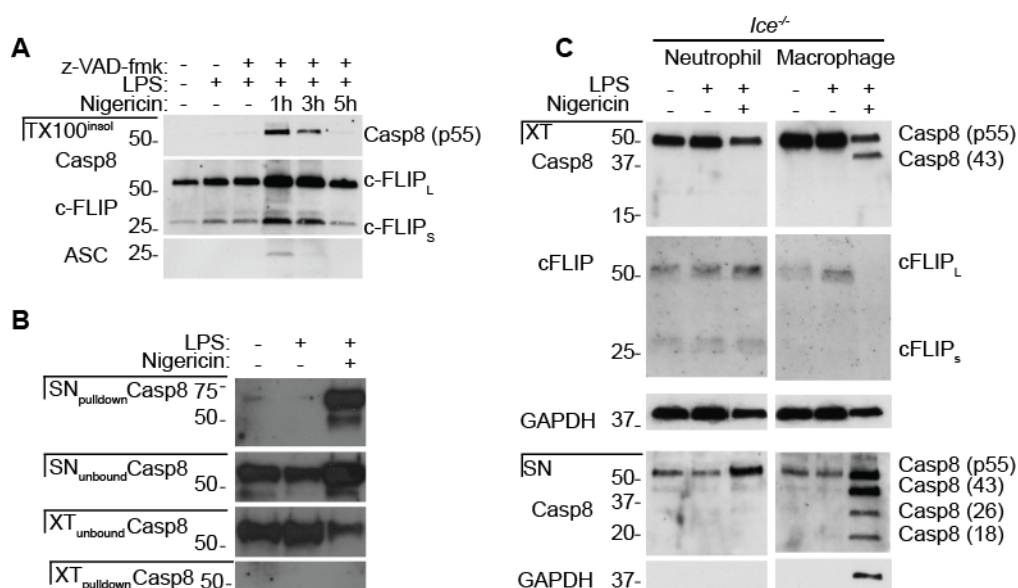 A
z-VAD-fmk: - - + + + +
LPS: - + + + + +
Nigericin: - - - 1h 3h 5h
TX100insol
50-
Casp8 (p55)
Casp8
50-
c-FLIPL
c-FLIP
25-
c-FLIPS
ASC
25-
B
LPS: - + +
Nigericin: - - +
SNpulldownCasp8 75-
50-
SNunboundCasp8 50-
XTunboundCasp8 50-
XTpulldownCasp8 50-
C
Ice-/-
Neutrophil Macrophage
LPS - + + - + +
Nigericin - - + - - +
XT
50-
Casp8 (p55)
Casp8
37-
Casp8 (43)
15-
cFLIP
50-
cFLIPL
25-
cFLIPs
GAPDH 37-
SN
50-
Casp8 (p55)
Casp8
37-
Casp8 (43)
Casp8 (26)
20-
Casp8 (18)
GAPDH 37-